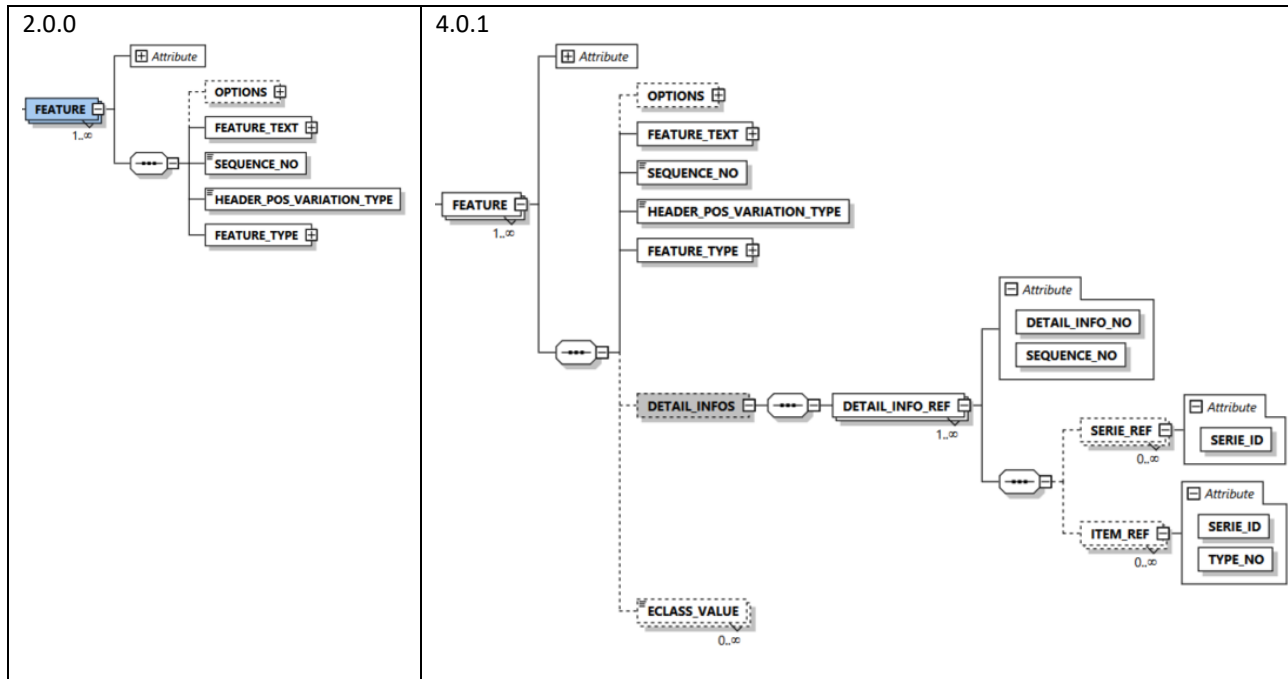 2.0.0
Attribute
OPTIONS
FEATURE
1..∞
FEATURE_TEXT
SEQUENCE_NO
HEADER_POS_VARIATION_TYPE
FEATURE_TYPE
4.0.1
Attribute
OPTIONS
FEATURE_TEXT
SEQUENCE_NO
FEATURE
1..∞
HEADER_POS_VARIATION_TYPE
FEATURE_TYPE
Attribute
DETAIL_INFO_NO
SEQUENCE_NO
DETAIL_INFOS
DETAIL_INFO_REF
1..∞
Attribute
SERIE_REF
0..∞
SERIE_ID
Attribute
SERIE_ID
ITEM_REF
0..∞
TYPE_NO
ECLASS_VALUE
0..∞